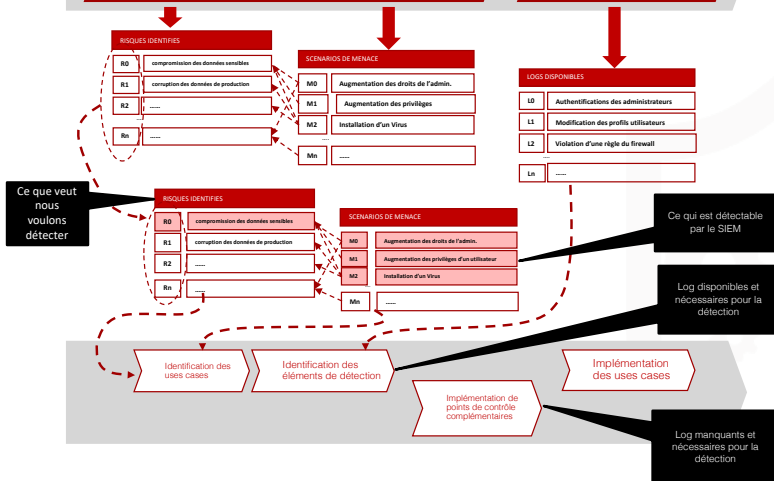 RISQUES IDENTIFIES
R0 compromission des données sensibles
R1 corruption des données de production
R2 ......
....
Rn ......
SCENARIOS DE MENACE
M0 Augmentation des droits de l'admin.
M1 Augmentation des privilèges
M2 Installation d'un Virus
....
Mn ......
LOGS DISPONIBLES
L0 Authentifications des administrateurs
L1 Modification des profils utilisateurs
L2 Violation d'une règle du firewall
....
Ln ......
Ce que veut
nous
voulons
détecter
RISQUES IDENTIFIES
R0 compromission des données sensibles
R1 corruption des données de production
R2 ......
....
Rn ......
SCENARIOS DE MENACE
M0 Augmentation des droits de l'admin.
M1 Augmentation des privilèges d'un utilisateur
M2 Installation d'un Virus
....
Mn ......
Ce qui est détectable
par le SIEM
Log disponibles et
nécessaires pour la
détection
Identification des
uses cases
Identification des
éléments de détection
Implémentation de
points de contrôle
complémentaires
Implémentation
des uses cases
Log manquants et
nécessaires pour la
détection